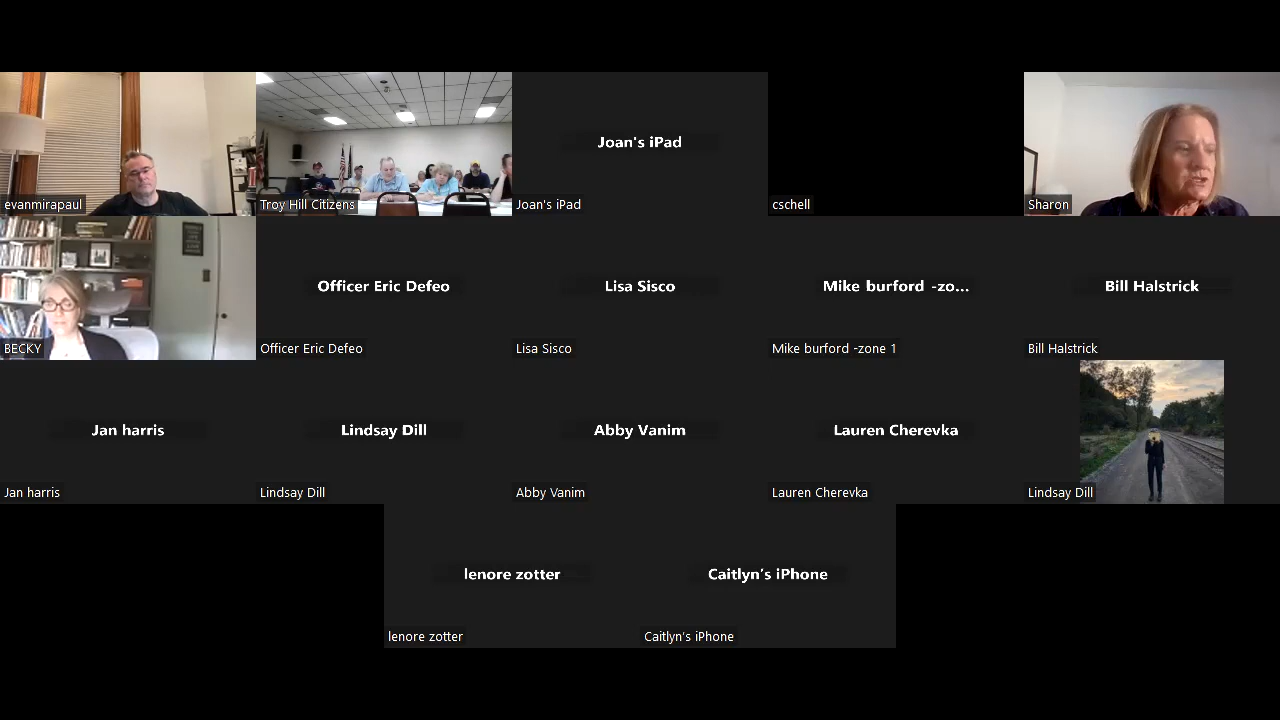 evanmirapaul
Troy Hill Citizens
Joan's iPad
Joan's iPad
cschell
Sharon
BECKY
Officer Eric Defeo
Officer Eric Defeo
Lisa Sisco
Lisa Sisco
Mike burford -zo...
Mike burford -zone 1
Bill Halstrick
Bill Halstrick
Jan harris
Jan harris
Lindsay Dill
Lindsay Dill
Abby Vanim
Abby Vanim
Lauren Cherevka
Lauren Cherevka
Lindsay Dill
lenore zotter
lenore zotter
Caitlyn’s iPhone
Caitlyn's iPhone